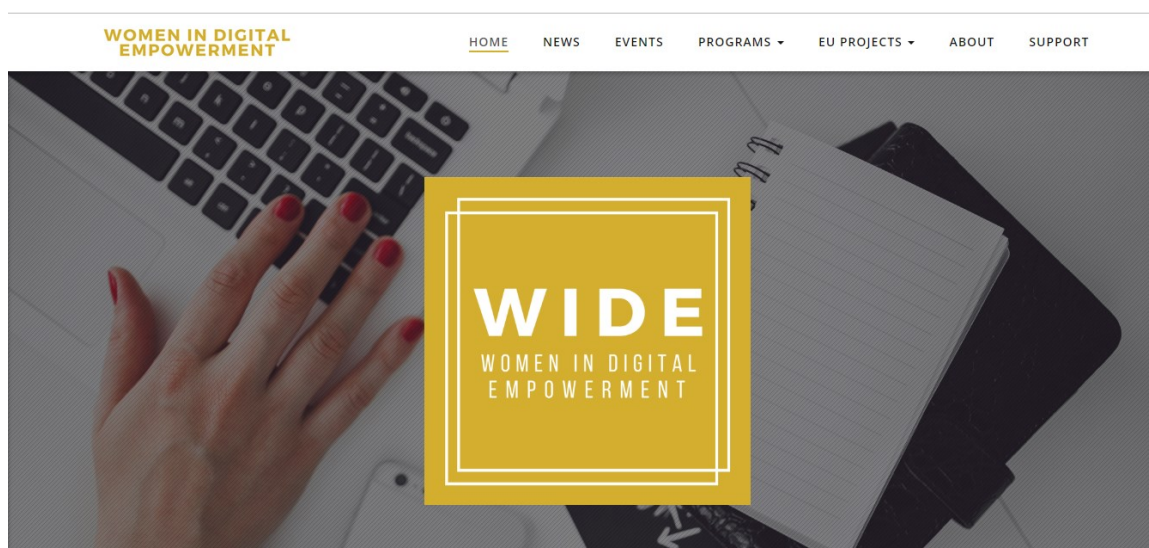 WOMEN IN DIGITAL
EMPOWERMENT
HOME NEWS EVENTS PROGRAMS EU PROJECTS ABOUT SUPPORT
WIDE
WOMEN IN DIGITAL
EMPOWERMENT